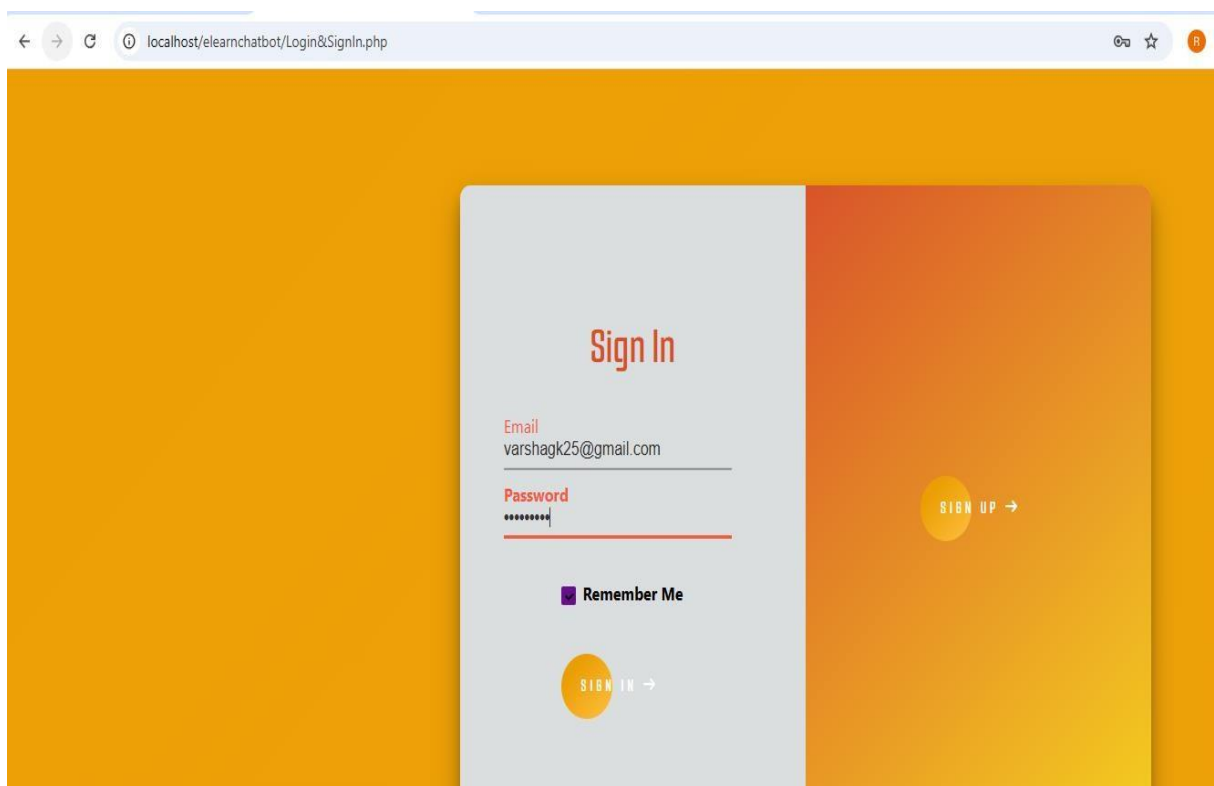 localhost/elearnchatbot/Login&SignIn.php
R
Sign In
Email
varshagk25@gmail.com
Password
•••••••••
Remember Me
SIGN IN →
SIGN UP →